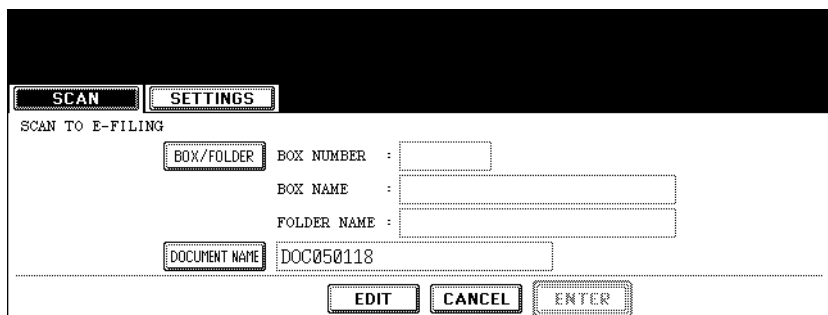 SCAN SETTINGS
SCAN TO E-FILING
BOX/FOLDER BOX NUMBER :
BOX NAME :
FOLDER NAME :
DOCUMENT NAME DOC050118
EDIT CANCEL ENTER